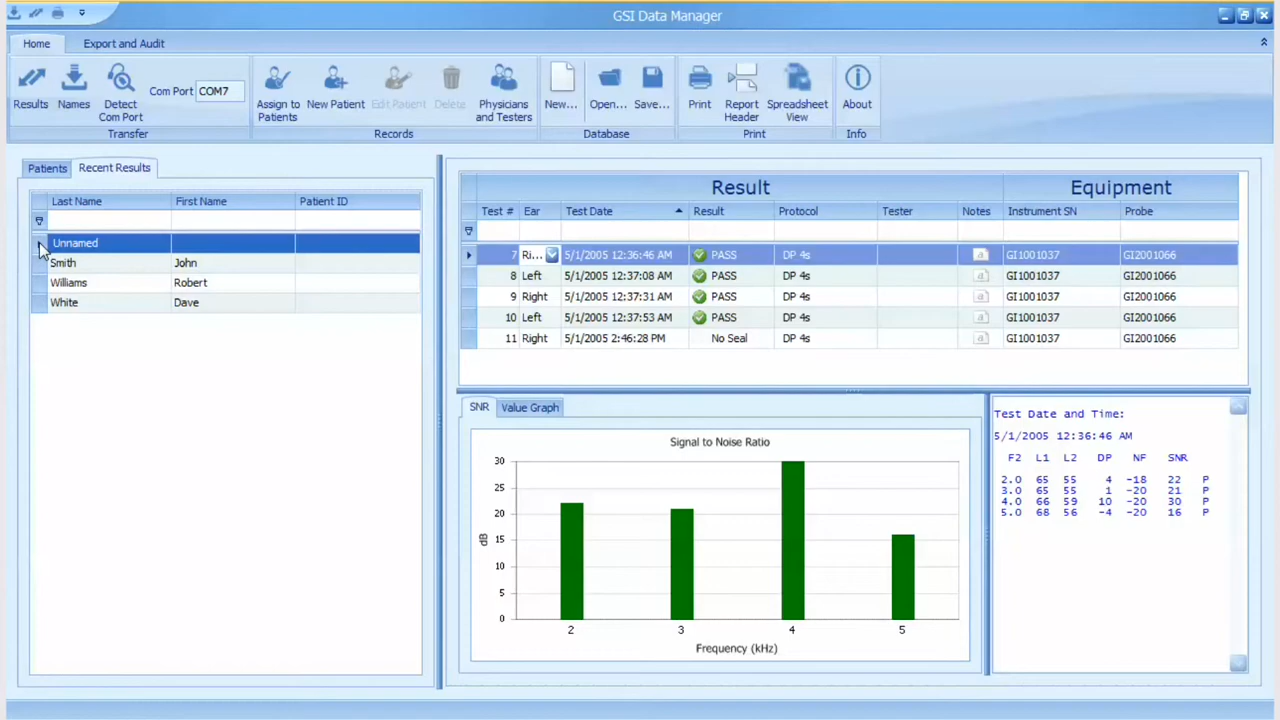 GSI Data Manager
Home Export and Audit
Results Names Detect Com Port Com Port COM7 Assign to Patients New Patient Edit Patient Delete Physicians and Testers New... Open... Save... Print Report Header Spreadsheet View About
Transfer Records Database Print Info
Patients Recent Results
Last Name First Name Patient ID
Unnamed
Smith John
Williams Robert
White Dave
Result Equipment
Test # Ear Test Date Result Protocol Tester Notes Instrument SN Probe
7 Ri... 5/1/2005 12:36:46 AM PASS DP 4s a GI1001037 GI2001066
8 Left 5/1/2005 12:37:08 AM PASS DP 4s a GI1001037 GI2001066
9 Right 5/1/2005 12:37:31 AM PASS DP 4s a GI1001037 GI2001066
10 Left 5/1/2005 12:37:53 AM PASS DP 4s a GI1001037 GI2001066
11 Right 5/1/2005 2:46:28 PM No Seal DP 4s a GI1001037 GI2001066
SNR Value Graph
Signal to Noise Ratio
30
25
20
15
10
5
0
dB
2 3 4 5
Frequency (kHz)
Test Date and Time:
5/1/2005 12:36:46 AM
F2 L1 L2 DP NF SNR
2.0 65 55 4 -18 22 P
3.0 65 55 1 -20 21 P
4.0 66 59 10 -20 30 P
5.0 68 56 -4 -20 16 P